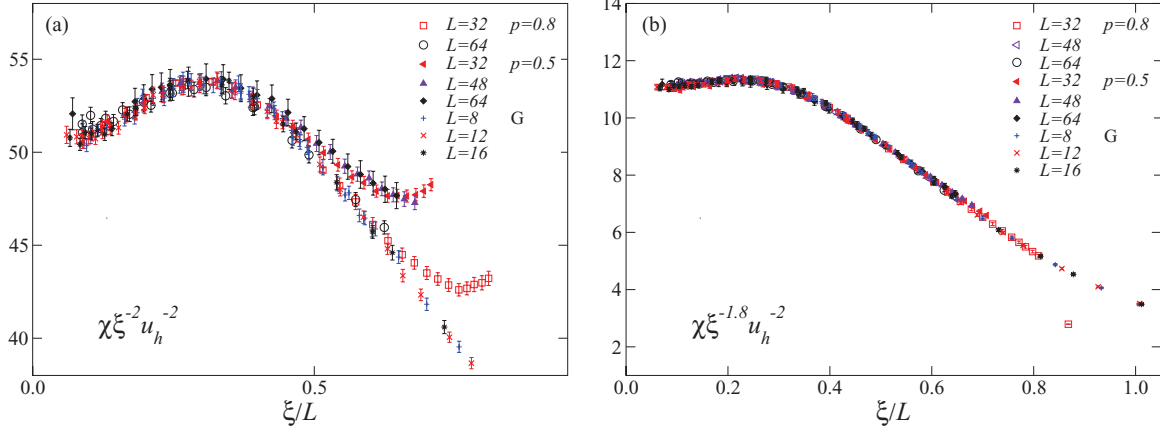 (a)
L=32 p=0.8
L=64
L=32 p=0.5
L=48
L=64
L=8 G
L=12
L=16
55
50
45
40
χξ⁻²u_h⁻²
0.0 0.5
ξ/L
(b)
L=32 p=0.8
L=48
L=64
L=32 p=0.5
L=48
L=64
L=8 G
L=12
L=16
14
12
10
8
6
4
2
χξ⁻¹·⁸u_h⁻²
0.0 0.2 0.4 0.6 0.8 1.0
ξ/L